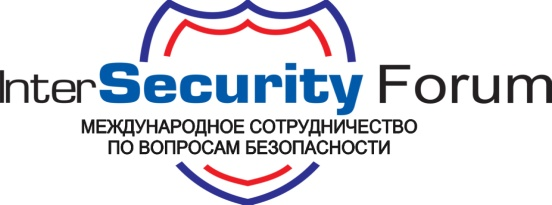 InterSecurity Forum
МЕЖДУНАРОДНОЕ СОТРУДНИЧЕСТВО
ПО ВОПРОСАМ БЕЗОПАСНОСТИ